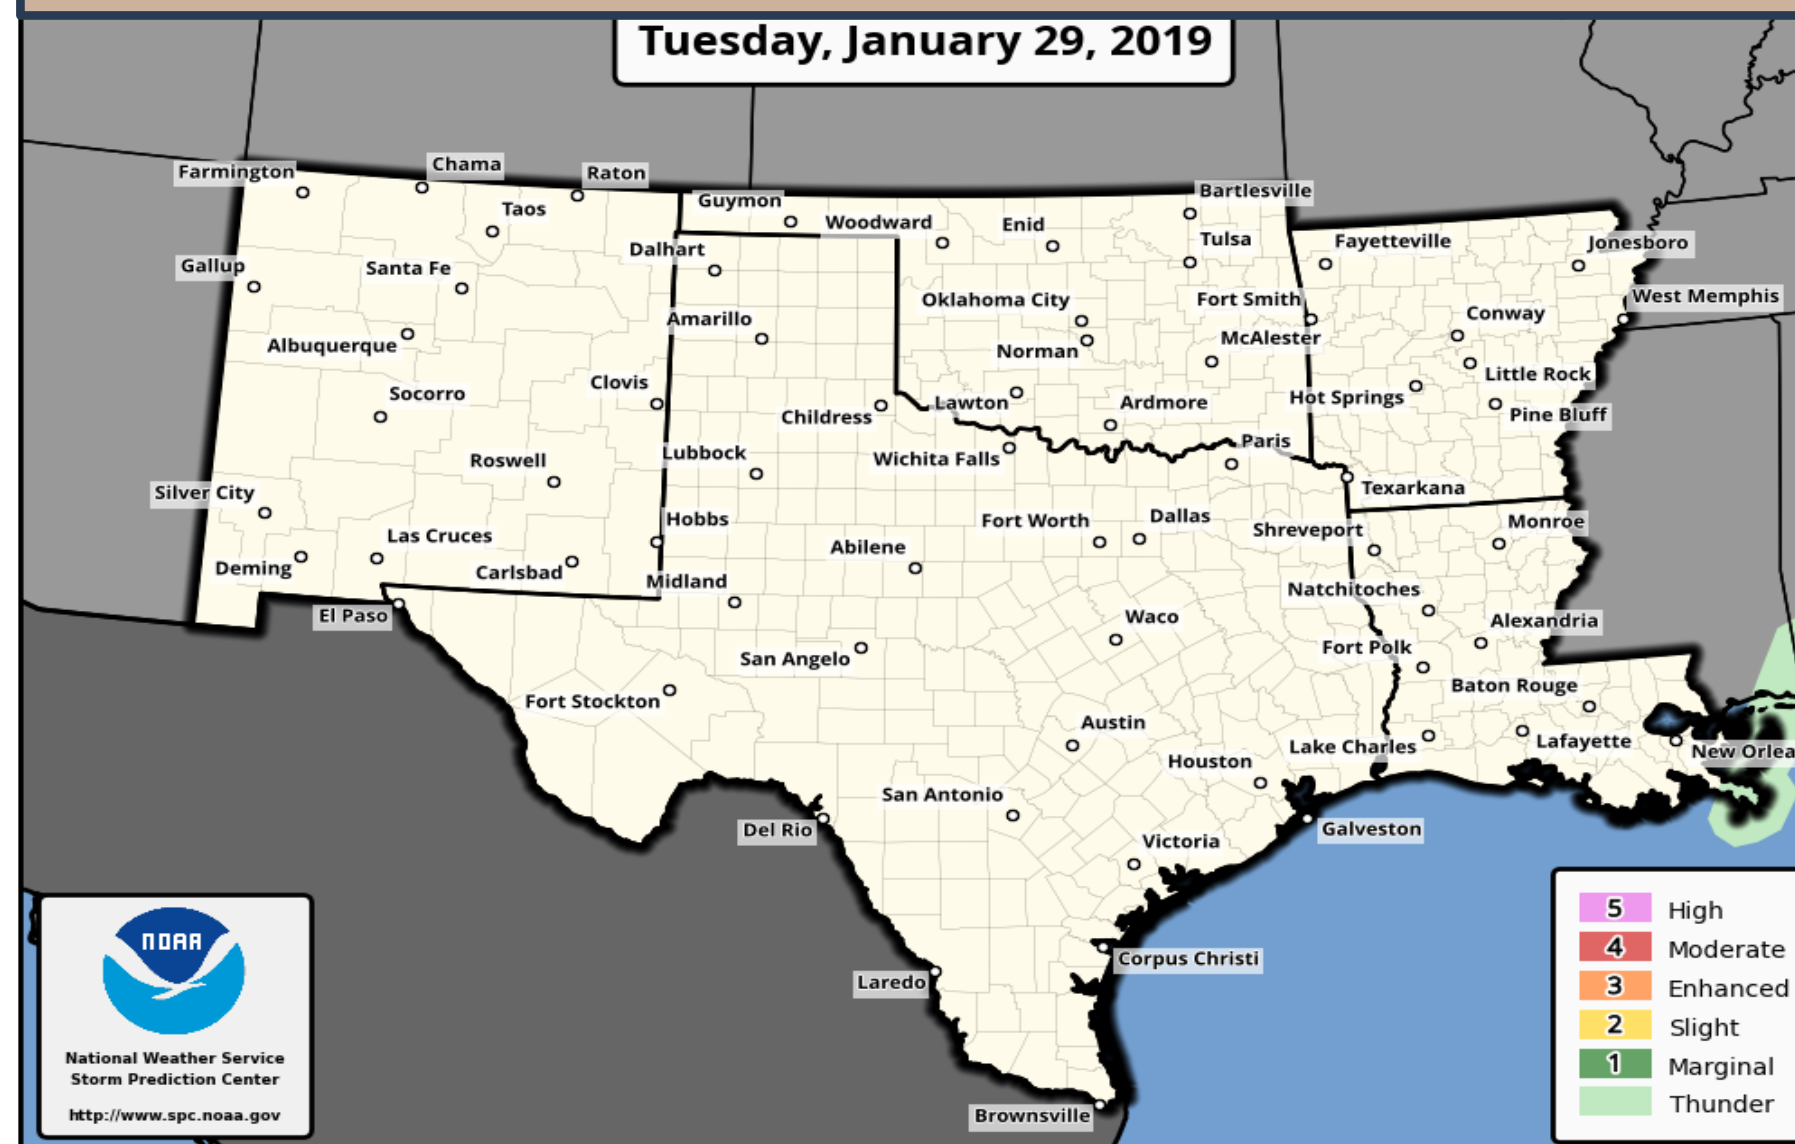 Tuesday, January 29, 2019
Farmington
Chama
Raton
Taos
Guymon
Woodward
Enid
Bartlesville
Tulsa
Fayetteville
Jonesboro
Dalhart
Gallup
Santa Fe
Oklahoma City
Fort Smith
West Memphis
Amarillo
Conway
Albuquerque
Norman
McAlester
Little Rock
Clovis
Socorro
Childress
Lawton
Ardmore
Hot Springs
Pine Bluff
Roswell
Lubbock
Wichita Falls
Paris
Texarkana
Silver City
Hobbs
Fort Worth
Dallas
Shreveport
Monroe
Las Cruces
Deming
Carlsbad
Midland
Abilene
Natchitoches
El Paso
Waco
Alexandria
Fort Polk
San Angelo
Fort Stockton
Baton Rouge
Austin
Lake Charles
Lafayette
New Orlea
Houston
San Antonio
Del Rio
Victoria
Galveston
Corpus Christi
Laredo
Brownsville
NOAA
National Weather Service
Storm Prediction Center
http://www.spc.noaa.gov
5 High
4 Moderate
3 Enhanced
2 Slight
1 Marginal
Thunder